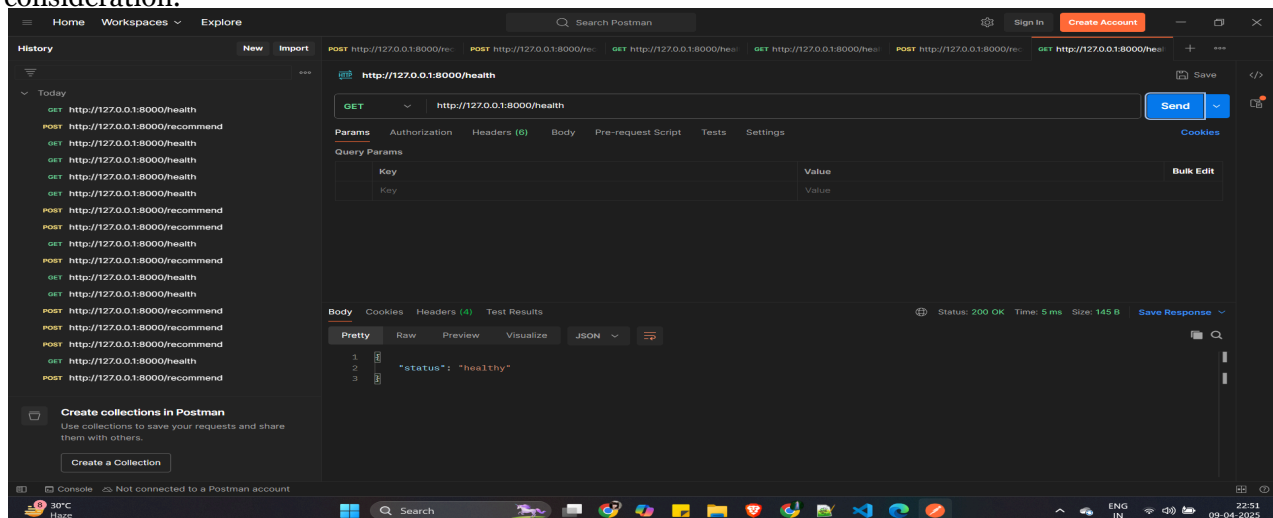 consideration.
Home Workspaces Explore Search Postman Sign In Create Account
History New Import POST http://127.0.0.1:8000/rec POST http://127.0.0.1:8000/rec GET http://127.0.0.1:8000/heal GET http://127.0.0.1:8000/heal POST http://127.0.0.1:8000/rec GET http://127.0.0.1:8000/heal
HTTP http://127.0.0.1:8000/health Save
Today
GET http://127.0.0.1:8000/health
POST http://127.0.0.1:8000/recommend
GET http://127.0.0.1:8000/health
GET http://127.0.0.1:8000/health
GET http://127.0.0.1:8000/health
GET http://127.0.0.1:8000/health
POST http://127.0.0.1:8000/recommend
POST http://127.0.0.1:8000/recommend
GET http://127.0.0.1:8000/health
POST http://127.0.0.1:8000/recommend
GET http://127.0.0.1:8000/health
GET http://127.0.0.1:8000/health
POST http://127.0.0.1:8000/recommend
POST http://127.0.0.1:8000/recommend
POST http://127.0.0.1:8000/recommend
GET http://127.0.0.1:8000/health
POST http://127.0.0.1:8000/recommend
Create collections in Postman
Use collections to save your requests and share
them with others.
Create a Collection
GET http://127.0.0.1:8000/health Send
Params Authorization Headers (6) Body Pre-request Script Tests Settings Cookies
Query Params
Key Value Bulk Edit
Key Value
Body Cookies Headers (4) Test Results Status: 200 OK Time: 5 ms Size: 145 B Save Response
Pretty Raw Preview Visualize JSON
1 {
2 "status": "healthy"
3 }
Console Not connected to a Postman account
8 30°C
Haze
Search
ENG
IN
22:51
09-04-2025